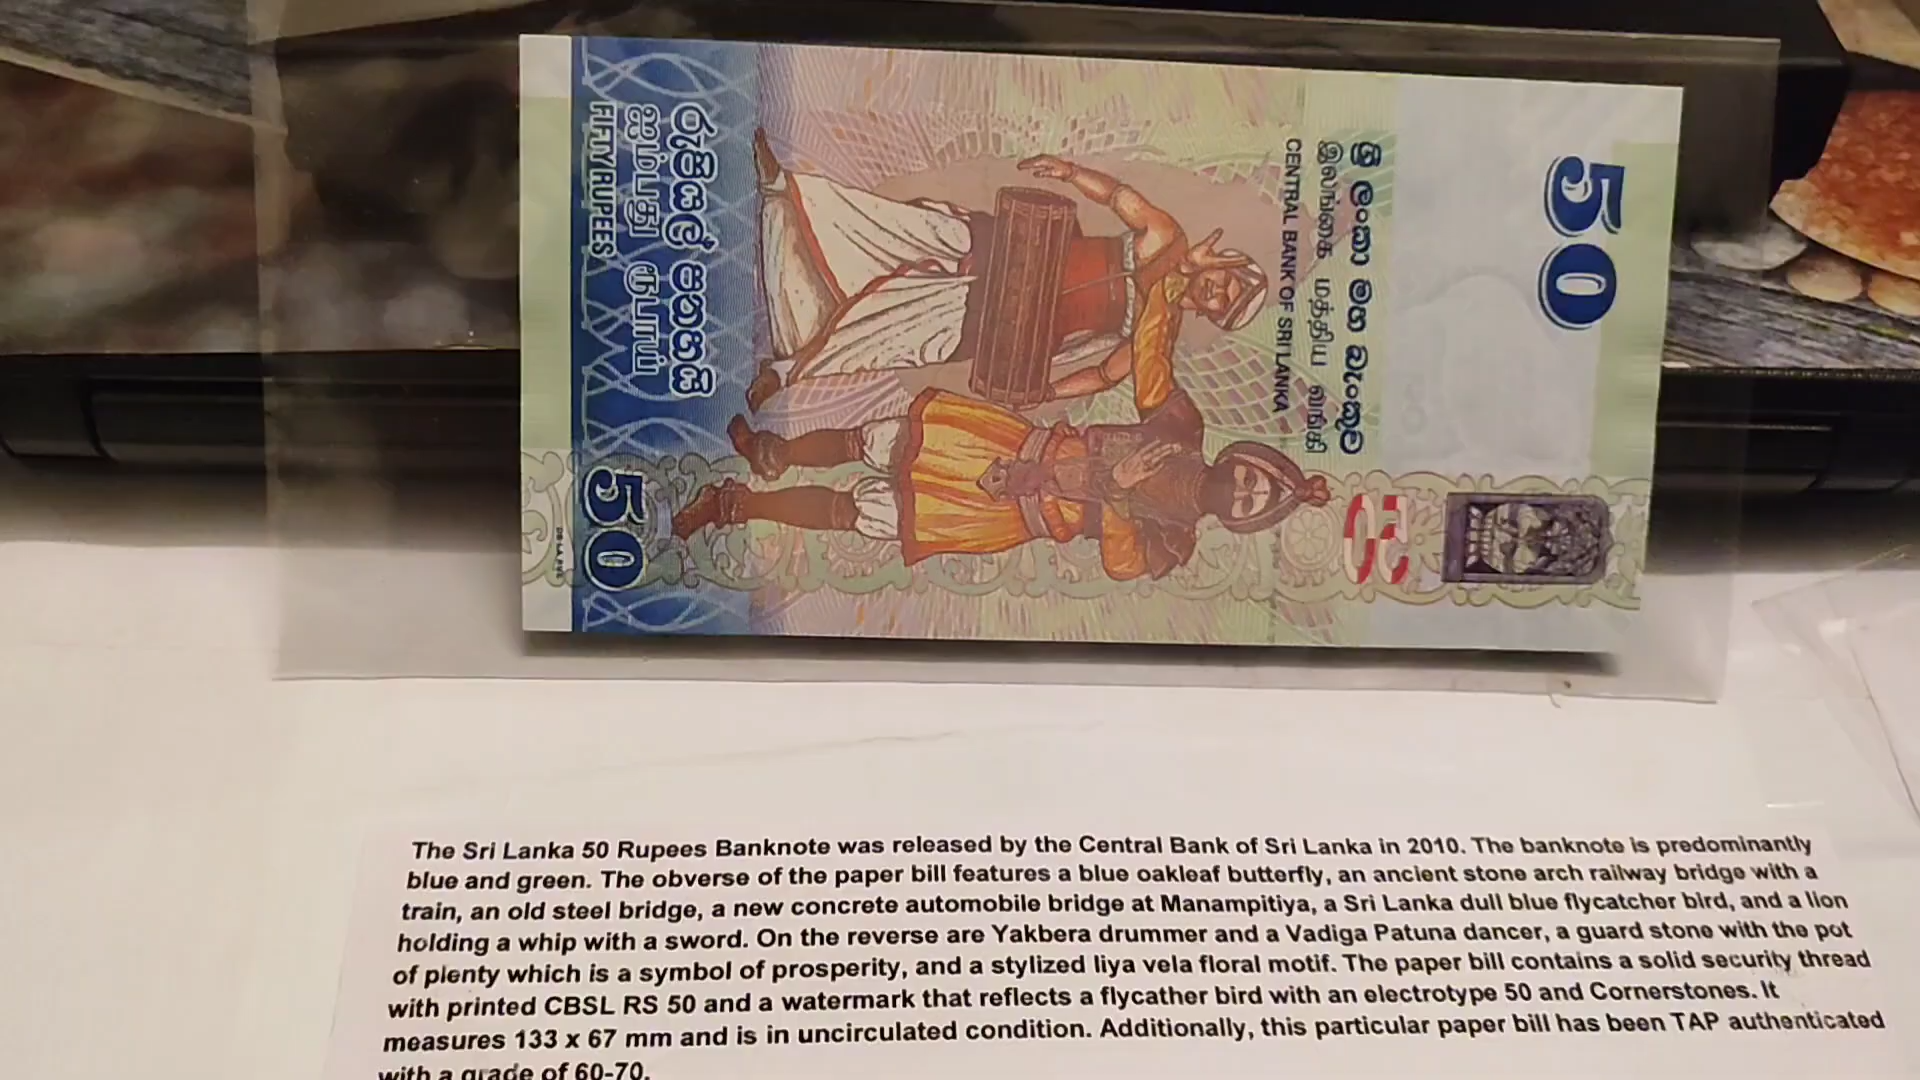 50
ශ්‍රී ලංකා මහ බැංකුව
இலங்கை மத்திய வங்கி
CENTRAL BANK OF SRI LANKA
රුපියල් පනහයි
ஐம்பது ரூபாய்
FIFTY RUPEES
50
The Sri Lanka 50 Rupees Banknote was released by the Central Bank of Sri Lanka in 2010. The banknote is predominantly
blue and green. The obverse of the paper bill features a blue oakleaf butterfly, an ancient stone arch railway bridge with a
train, an old steel bridge, a new concrete automobile bridge at Manampitiya, a Sri Lanka dull blue flycatcher bird, and a lion
holding a whip with a sword. On the reverse are Yakbera drummer and a Vadiga Patuna dancer, a guard stone with the pot
of plenty which is a symbol of prosperity, and a stylized liya vela floral motif. The paper bill contains a solid security thread
with printed CBSL RS 50 and a watermark that reflects a flycather bird with an electrotype 50 and Cornerstones. It
measures 133 x 67 mm and is in uncirculated condition. Additionally, this particular paper bill has been TAP authenticated
with a grade of 60-70.